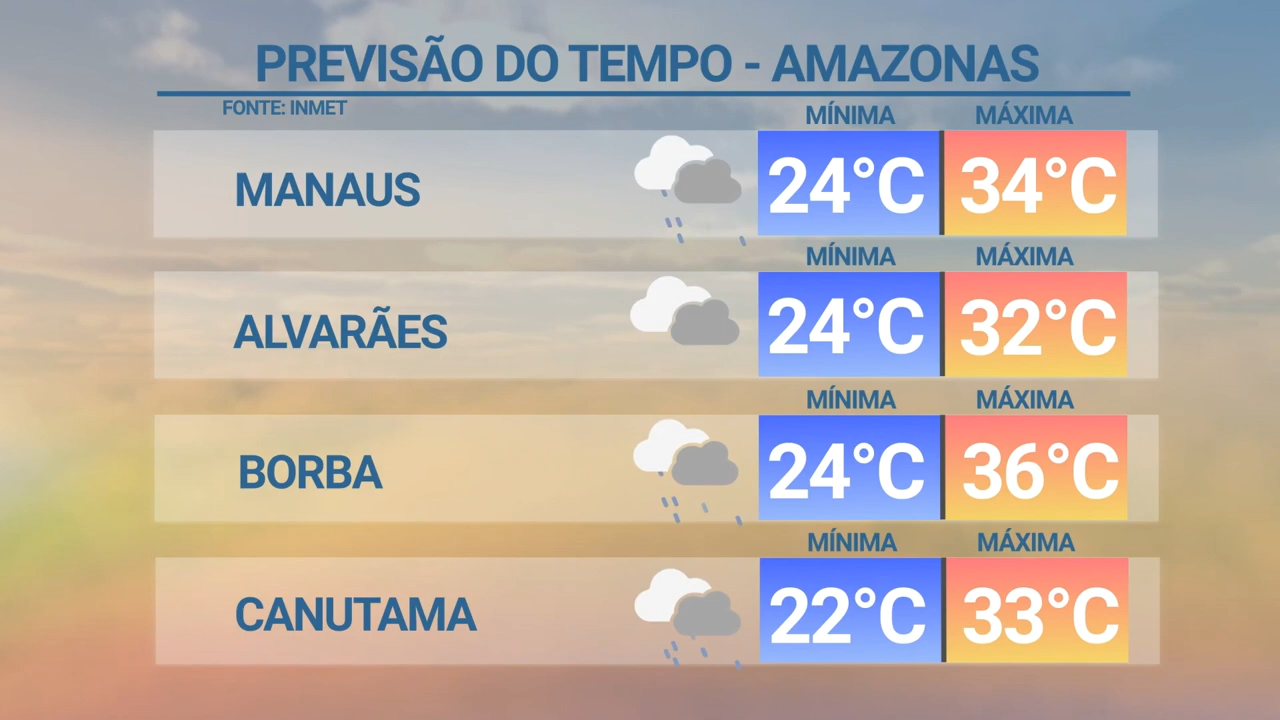 PREVISÃO DO TEMPO - AMAZONAS
FONTE: INMET
MÍNIMA MÁXIMA
MANAUS 24°C 34°C
MÍNIMA MÁXIMA
ALVARÃES 24°C 32°C
MÍNIMA MÁXIMA
BORBA 24°C 36°C
MÍNIMA MÁXIMA
CANUTAMA 22°C 33°C